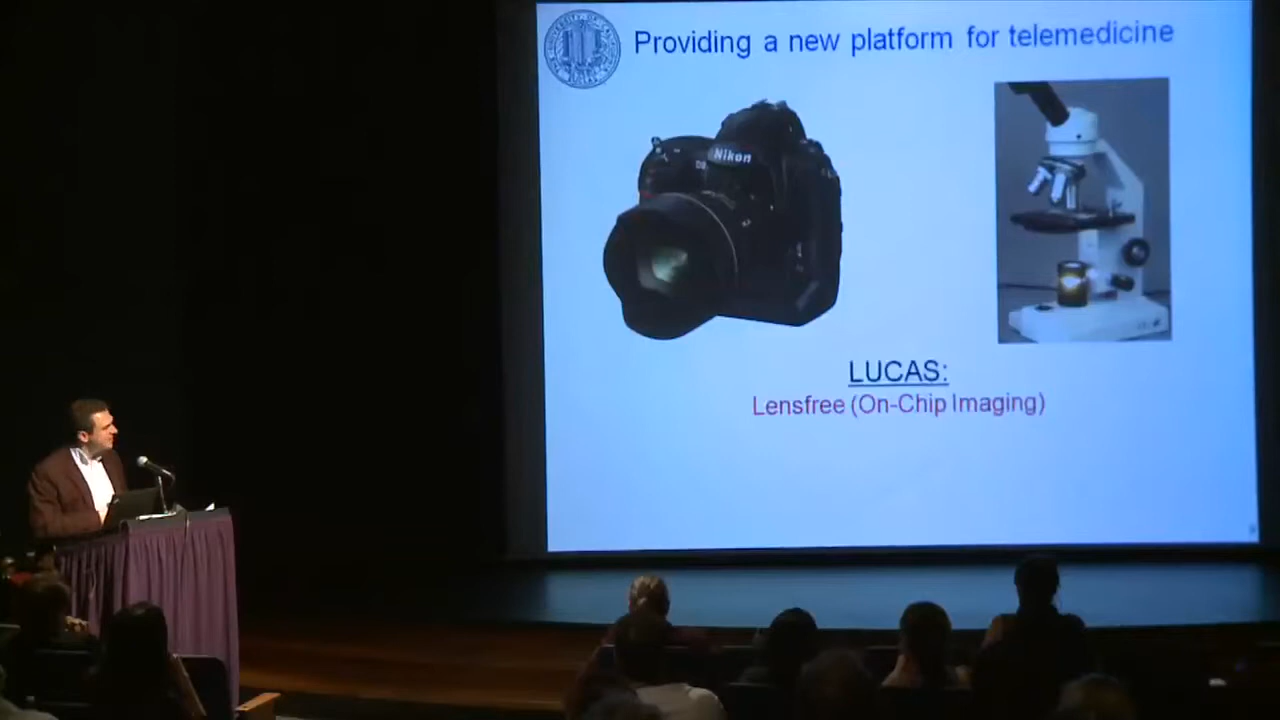 Providing a new platform for telemedicine
Nikon
LUCAS:
Lensfree (On-Chip Imaging)